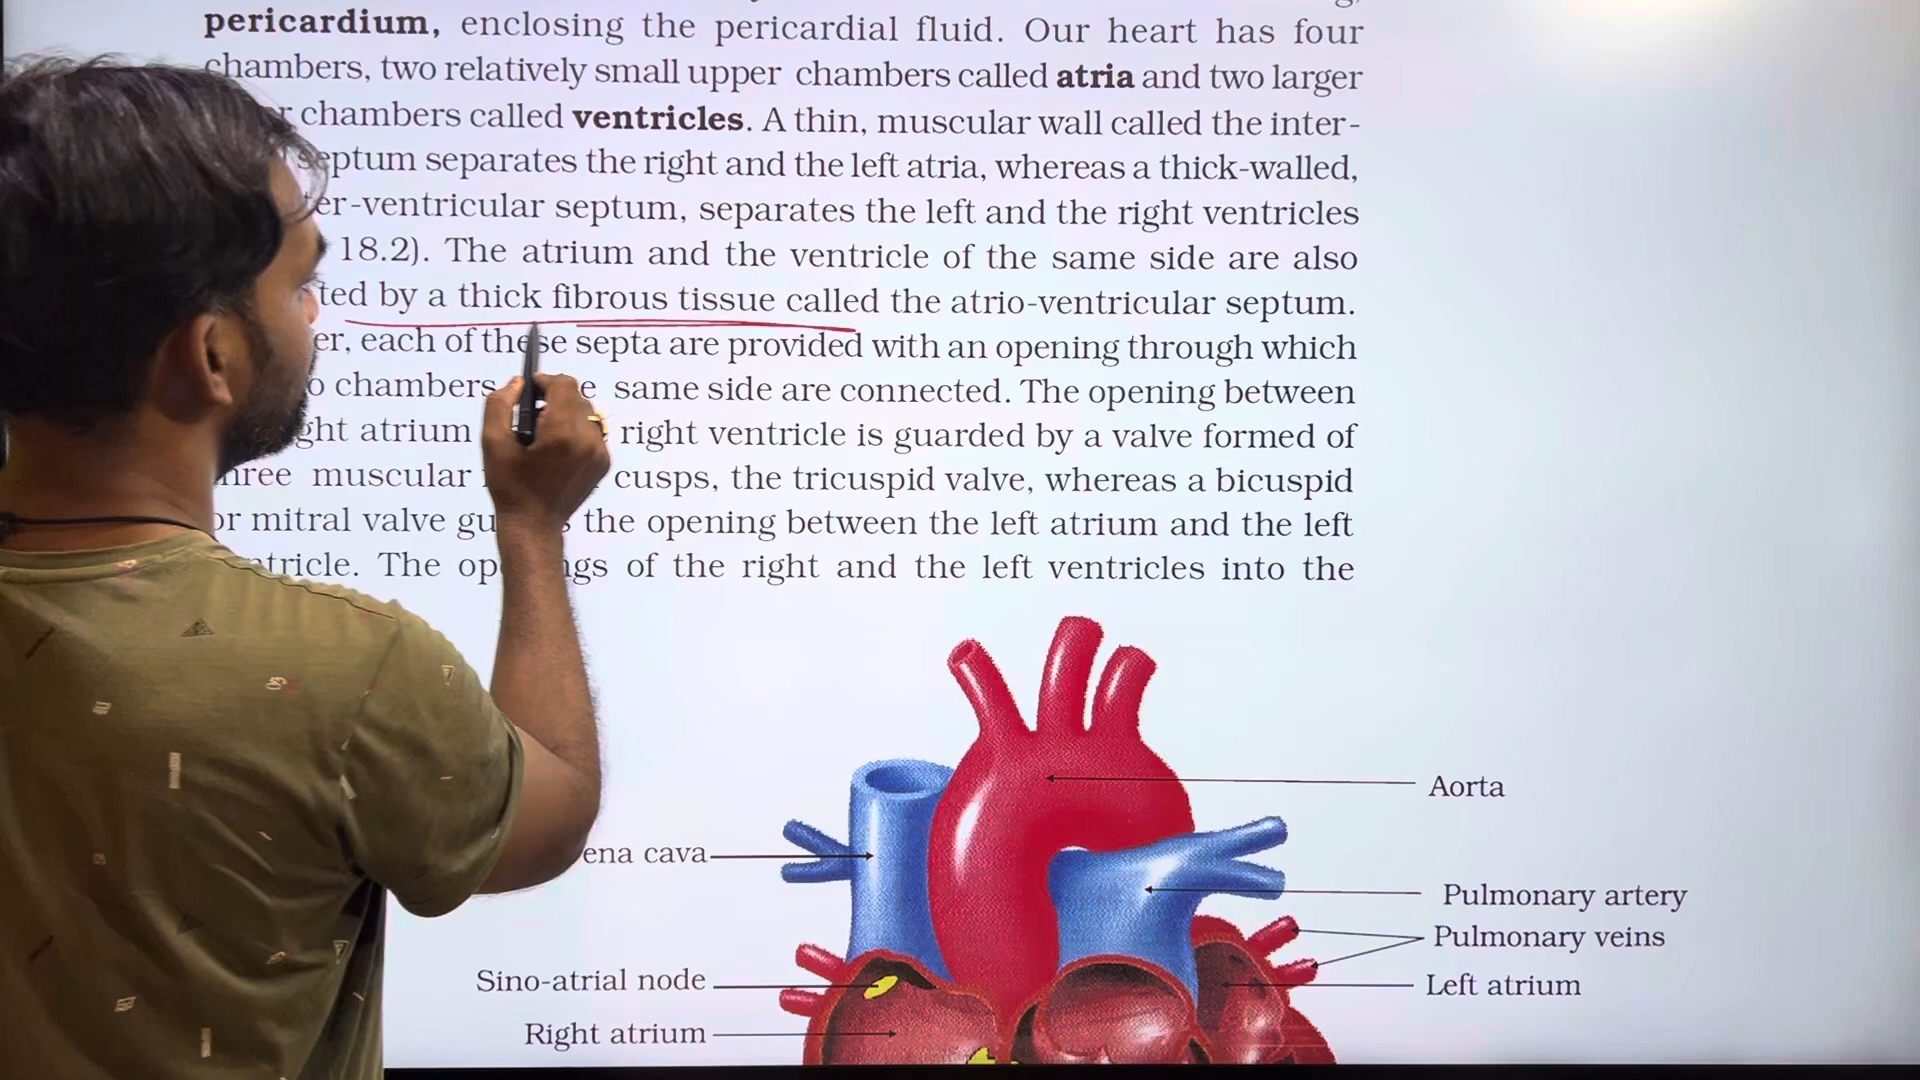 pericardium, enclosing the pericardial fluid. Our heart has four
chambers, two relatively small upper chambers called atria and two larger
chambers called ventricles. A thin, muscular wall called the inter-
septum separates the right and the left atria, whereas a thick-walled,
er-ventricular septum, separates the left and the right ventricles
18.2). The atrium and the ventricle of the same side are also
ted by a thick fibrous tissue called the atrio-ventricular septum.
er, each of these septa are provided with an opening through which
o chambers same side are connected. The opening between
ght atrium right ventricle is guarded by a valve formed of
hree muscular cusps, the tricuspid valve, whereas a bicuspid
or mitral valve gu the opening between the left atrium and the left
tricle. The op ngs of the right and the left ventricles into the
Aorta
ena cava
Pulmonary artery
Pulmonary veins
Sino-atrial node
Left atrium
Right atrium